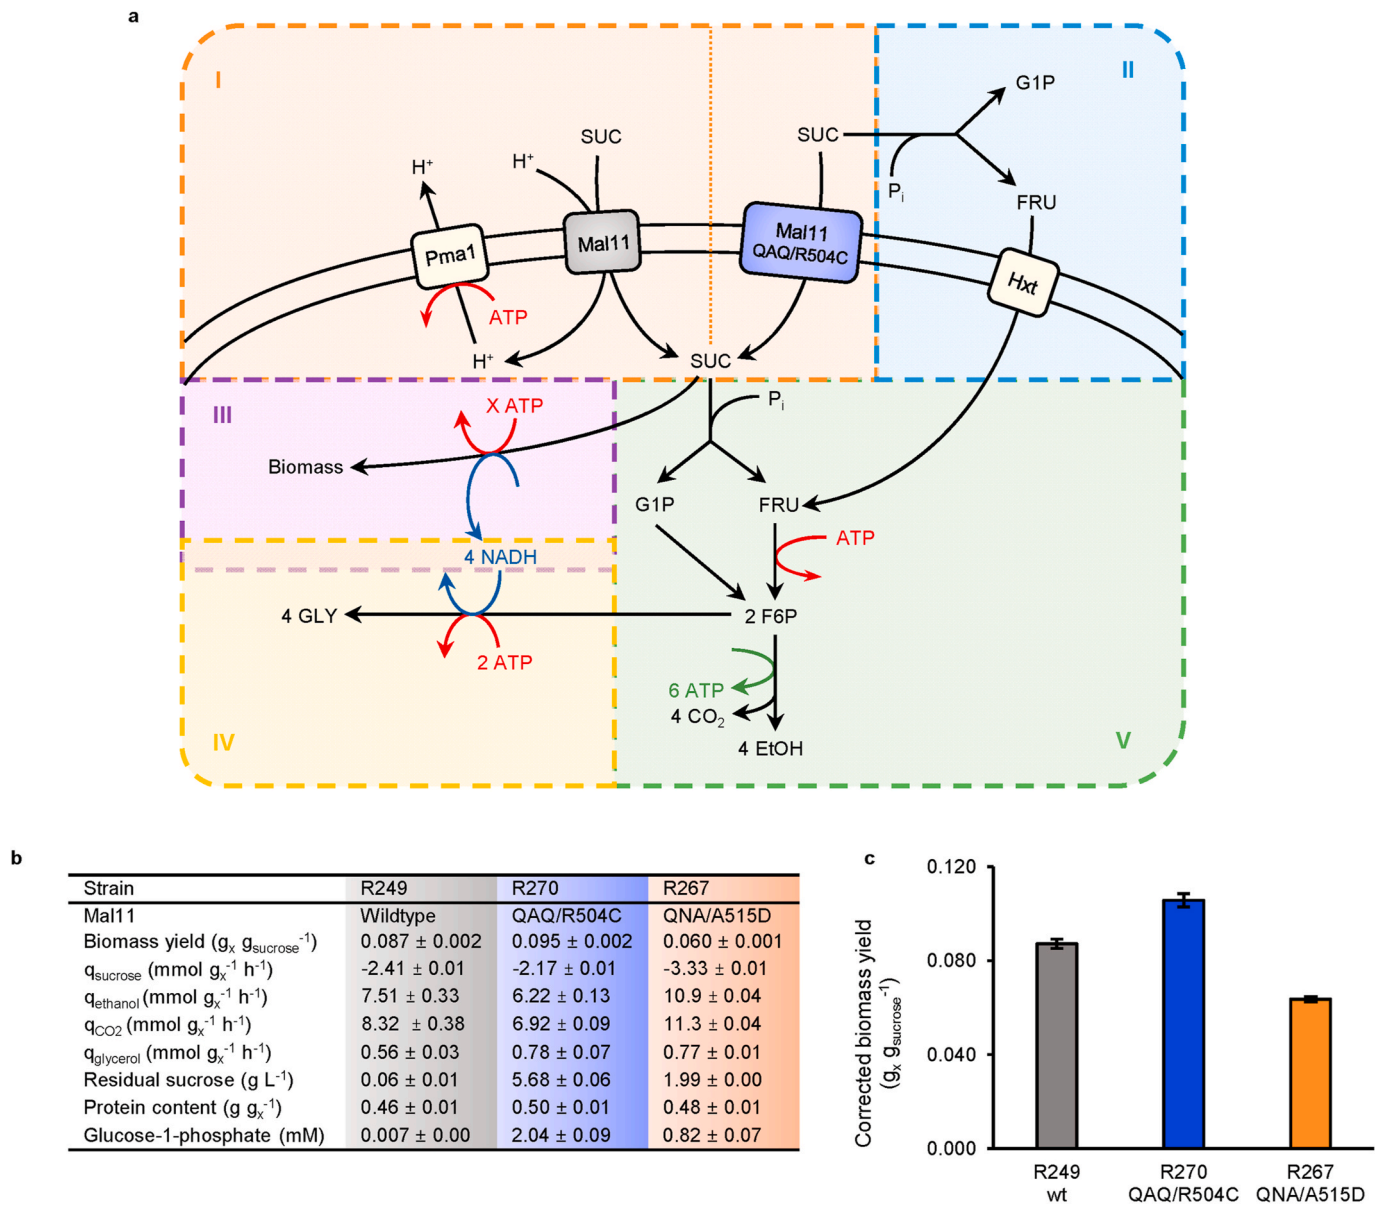 a
I
II
G1P
SUC
SUC
H⁺
H⁺
Pᵢ
FRU
Mal11
QAQ/R504C
Mal11
Pma1
Hxt
ATP
H⁺
SUC
III
X ATP
Pᵢ
Biomass
G1P
FRU
ATP
4 NADH
4 GLY
2 F6P
2 ATP
6 ATP
4 CO₂
IV
V
4 EtOH
b
Strain R249 R270 R267
Mal11 Wildtype QAQ/R504C QNA/A515D
Biomass yield (gₓ g_sucrose⁻¹) 0.087 ± 0.002 0.095 ± 0.002 0.060 ± 0.001
q_sucrose (mmol gₓ⁻¹ h⁻¹) -2.41 ± 0.01 -2.17 ± 0.01 -3.33 ± 0.01
q_ethanol (mmol gₓ⁻¹ h⁻¹) 7.51 ± 0.33 6.22 ± 0.13 10.9 ± 0.04
q_CO2 (mmol gₓ⁻¹ h⁻¹) 8.32 ± 0.38 6.92 ± 0.09 11.3 ± 0.04
q_glycerol (mmol gₓ⁻¹ h⁻¹) 0.56 ± 0.03 0.78 ± 0.07 0.77 ± 0.01
Residual sucrose (g L⁻¹) 0.06 ± 0.01 5.68 ± 0.06 1.99 ± 0.00
Protein content (g gₓ⁻¹) 0.46 ± 0.01 0.50 ± 0.01 0.48 ± 0.01
Glucose-1-phosphate (mM) 0.007 ± 0.00 2.04 ± 0.09 0.82 ± 0.07
c
Corrected biomass yield
(gₓ g_sucrose⁻¹)
0.120
0.080
0.040
0.000
R249
wt
R270
QAQ/R504C
R267
QNA/A515D